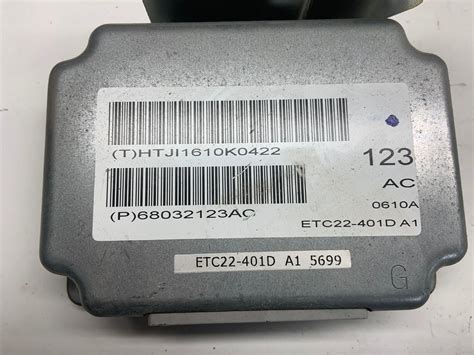 (T)HTJI1610K0422
123
AC
0610A
(P)68032123AC
ETC22-401D A1
ETC22-401D A1 5699
G